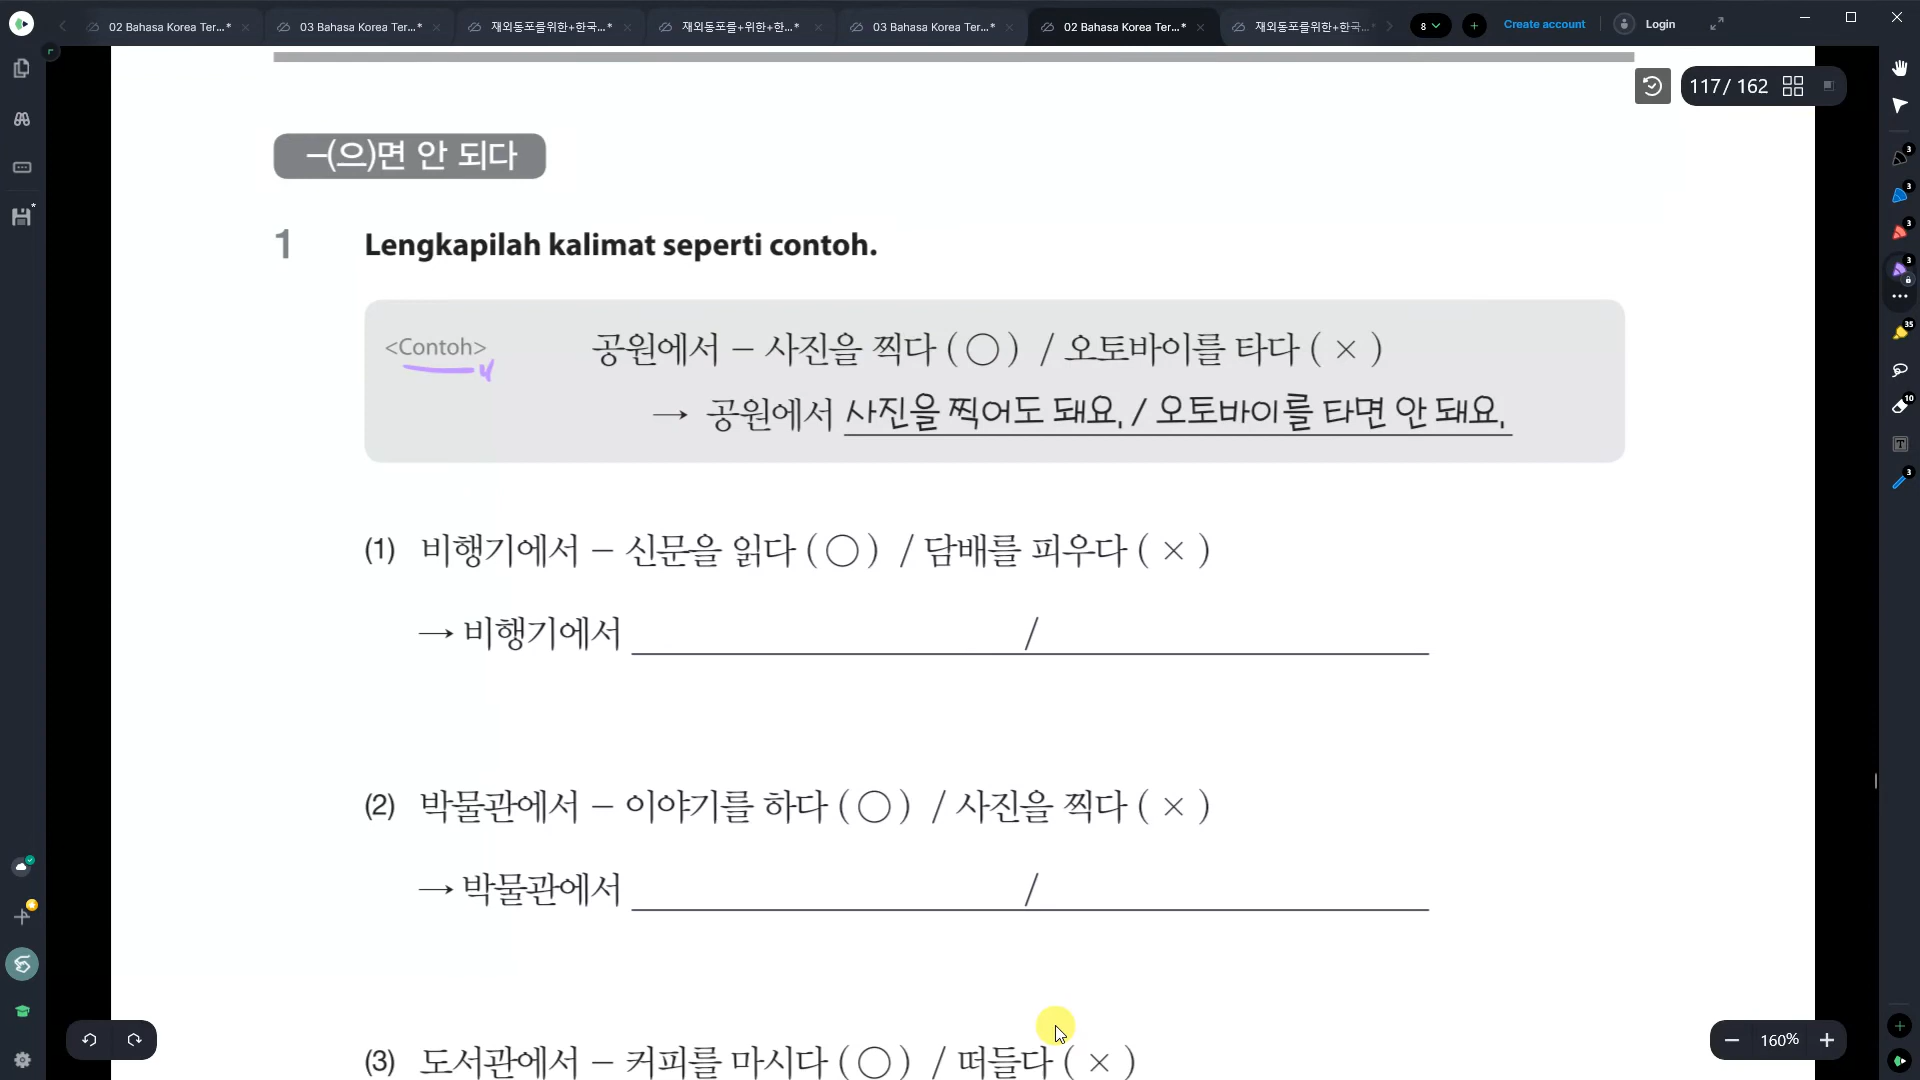 02 Bahasa Korea Ter...*
03 Bahasa Korea Ter...*
재외동포를위한+한국...*
재외동포를+위한+한...*
03 Bahasa Korea Ter...*
02 Bahasa Korea Ter...*
재외동포를위한+한국...*
8
Create account
Login
117/ 162
–(으)면 안 되다
1 Lengkapilah kalimat seperti contoh.
<Contoh> 공원에서 – 사진을 찍다 ( ○ ) / 오토바이를 타다 ( × )
→ 공원에서 사진을 찍어도 돼요. / 오토바이를 타면 안 돼요.
(1) 비행기에서 – 신문을 읽다 ( ○ ) / 담배를 피우다 ( × )
→ 비행기에서 /
(2) 박물관에서 – 이야기를 하다 ( ○ ) / 사진을 찍다 ( × )
→ 박물관에서 /
(3) 도서관에서 – 커피를 마시다 ( ○ ) / 떠들다 ( × )
160%
3
3
3
3
35
10
T
3